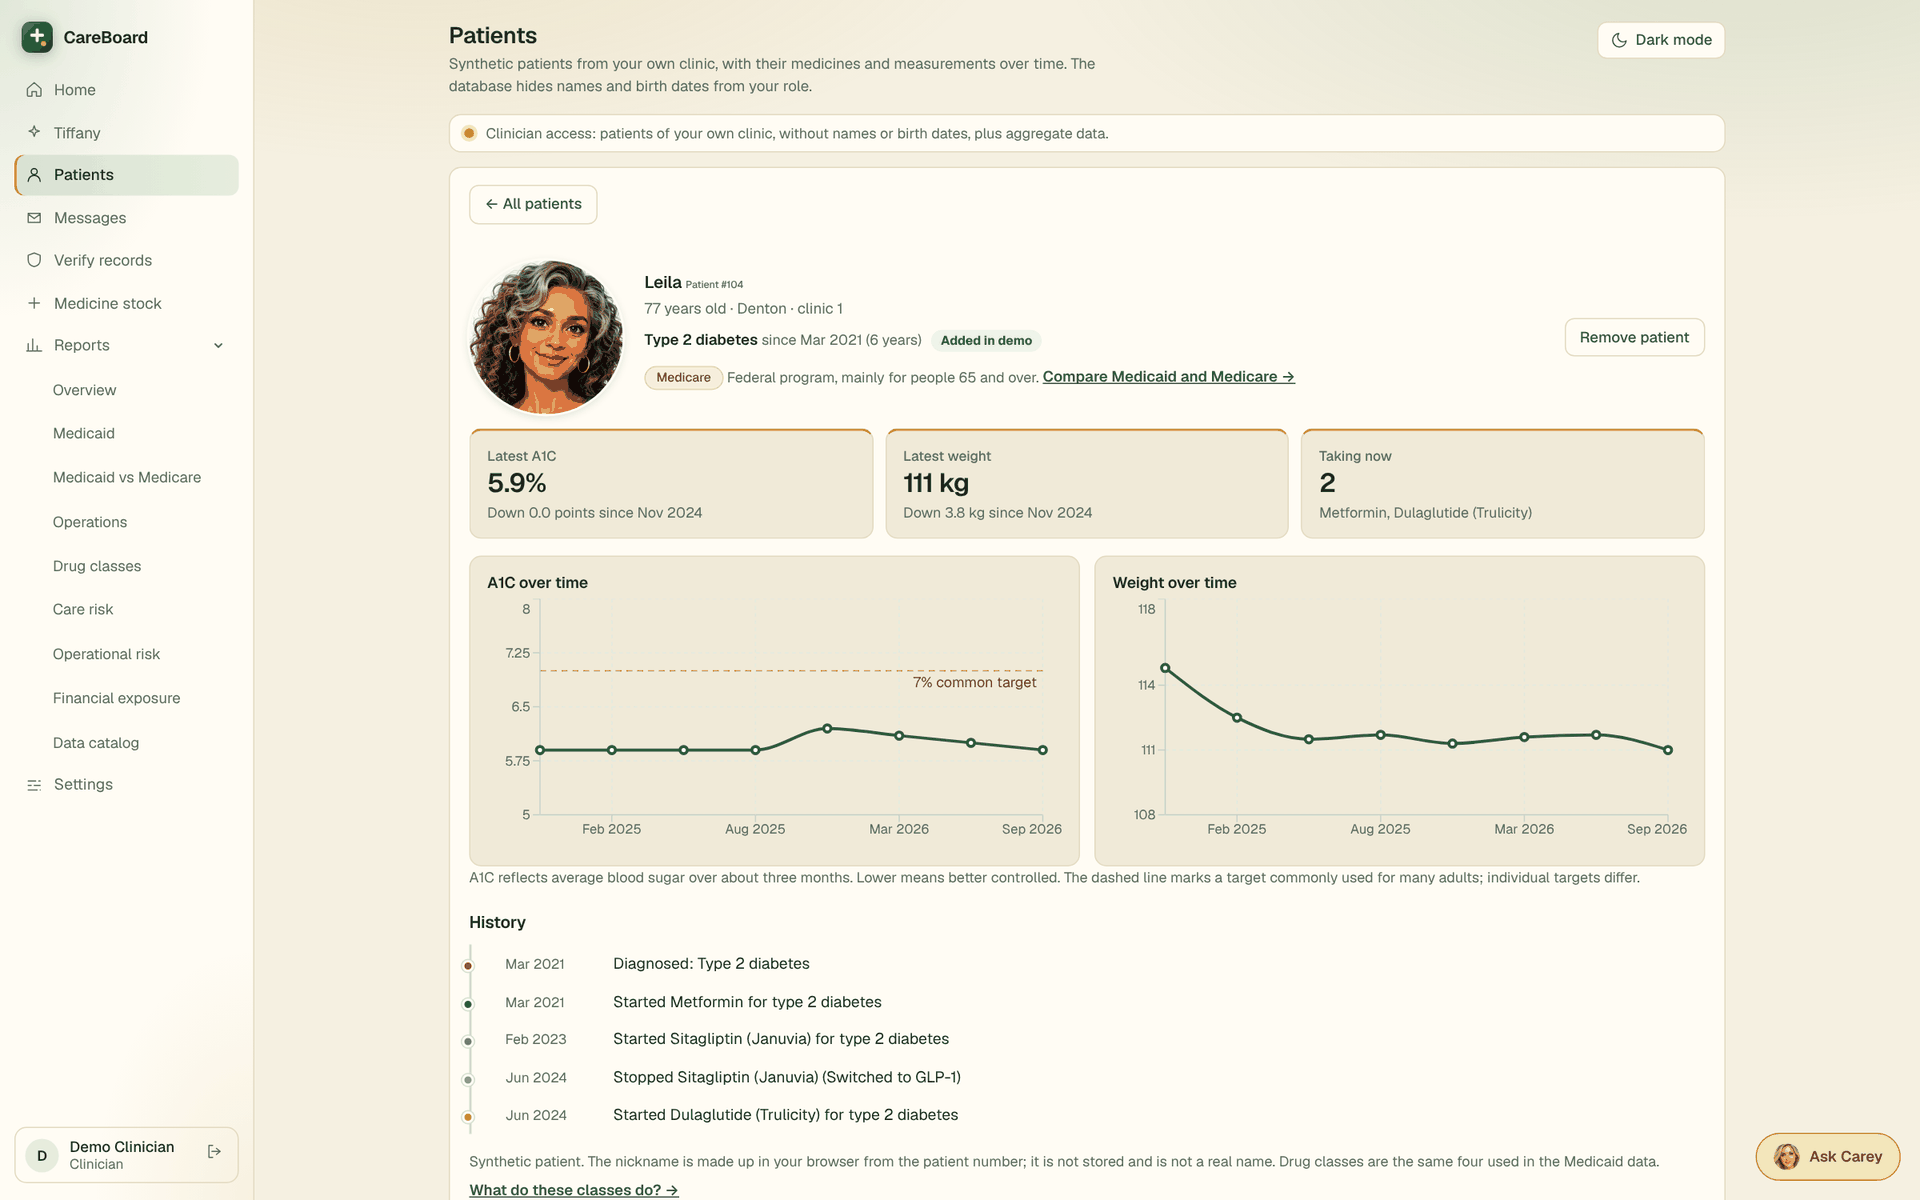 CareBoard
Home
Tiffany
Patients
Messages
Verify records
Medicine stock
Reports
Overview
Medicaid
Medicaid vs Medicare
Operations
Drug classes
Care risk
Operational risk
Financial exposure
Data catalog
Settings
D
Demo Clinician
Clinician
Patients
Synthetic patients from your own clinic, with their medicines and measurements over time. The
database hides names and birth dates from your role.
Dark mode
Clinician access: patients of your own clinic, without names or birth dates, plus aggregate data.
← All patients
Leila Patient #104
77 years old · Denton · clinic 1
Type 2 diabetes since Mar 2021 (6 years) Added in demo
Medicare Federal program, mainly for people 65 and over. Compare Medicaid and Medicare →
Remove patient
Latest A1C
5.9%
Down 0.0 points since Nov 2024
Latest weight
111 kg
Down 3.8 kg since Nov 2024
Taking now
2
Metformin, Dulaglutide (Trulicity)
A1C over time
8
7.25
6.5
5.75
5
7% common target
Feb 2025 Aug 2025 Mar 2026 Sep 2026
Weight over time
118
114
111
108
Feb 2025 Aug 2025 Mar 2026 Sep 2026
A1C reflects average blood sugar over about three months. Lower means better controlled. The dashed line marks a target commonly used for many adults; individual targets differ.
History
Mar 2021 Diagnosed: Type 2 diabetes
Mar 2021 Started Metformin for type 2 diabetes
Feb 2023 Started Sitagliptin (Januvia) for type 2 diabetes
Jun 2024 Stopped Sitagliptin (Januvia) (Switched to GLP-1)
Jun 2024 Started Dulaglutide (Trulicity) for type 2 diabetes
Synthetic patient. The nickname is made up in your browser from the patient number; it is not stored and is not a real name. Drug classes are the same four used in the Medicaid data.
What do these classes do? →
Ask Carey